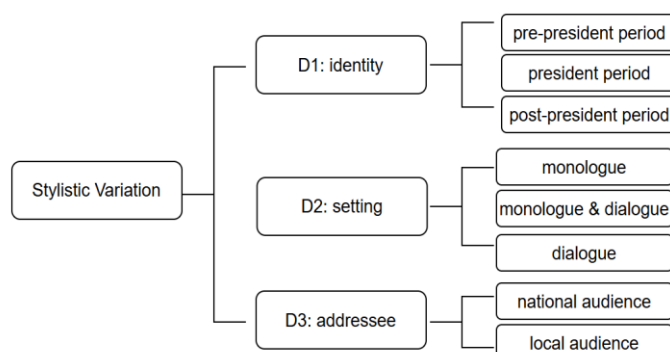 Stylistic Variation
D1: identity
pre-president period
president period
post-president period
D2: setting
monologue
monologue & dialogue
dialogue
D3: addressee
national audience
local audience